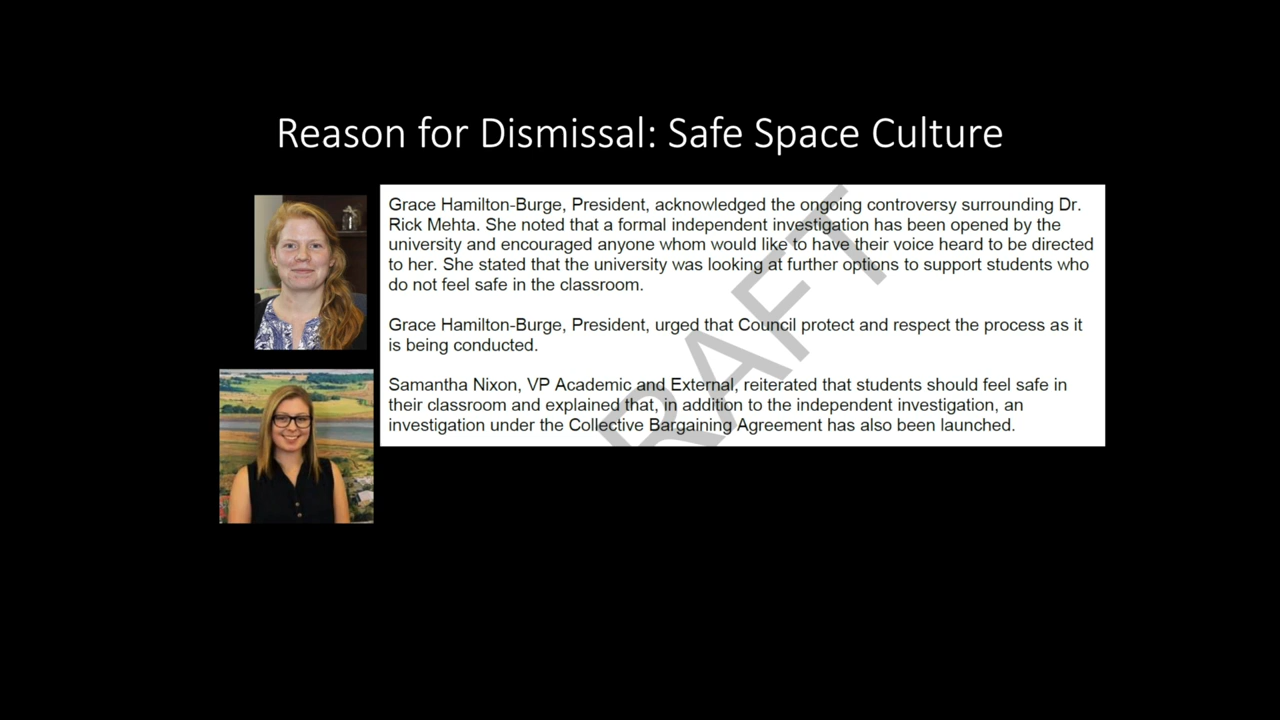 Reason for Dismissal: Safe Space Culture
Grace Hamilton-Burge, President, acknowledged the ongoing controversy surrounding Dr.
Rick Mehta. She noted that a formal independent investigation has been opened by the
university and encouraged anyone whom would like to have their voice heard to be directed
to her. She stated that the university was looking at further options to support students who
do not feel safe in the classroom.
Grace Hamilton-Burge, President, urged that Council protect and respect the process as it
is being conducted.
Samantha Nixon, VP Academic and External, reiterated that students should feel safe in
their classroom and explained that, in addition to the independent investigation, an
investigation under the Collective Bargaining Agreement has also been launched.
RAFT